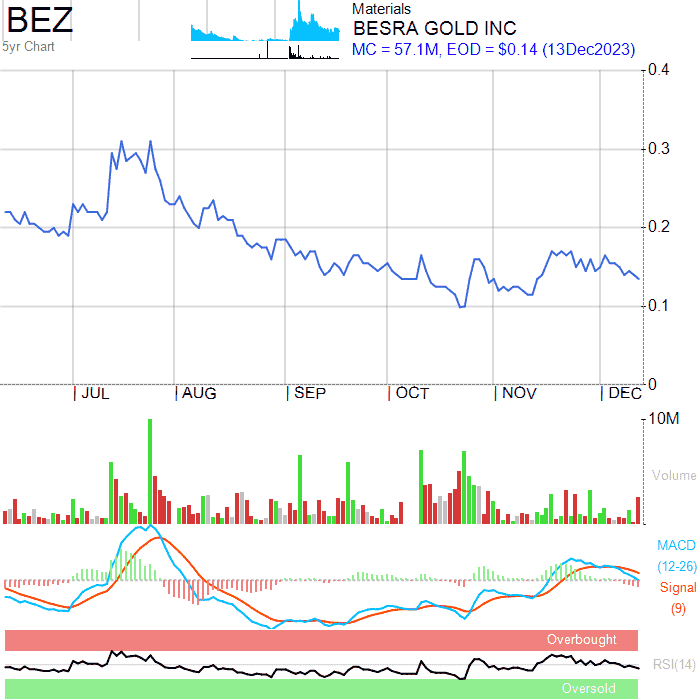 BEZ
5yr Chart
Materials
BESRA GOLD INC
MC = 57.1M, EOD = $0.14 (13Dec2023)
0.4
0.3
0.2
0.1
0
| JUL | AUG | SEP | OCT | NOV | DEC
10M
Volume
MACD
(12-26)
Signal
(9)
Overbought
RSI(14)
Oversold